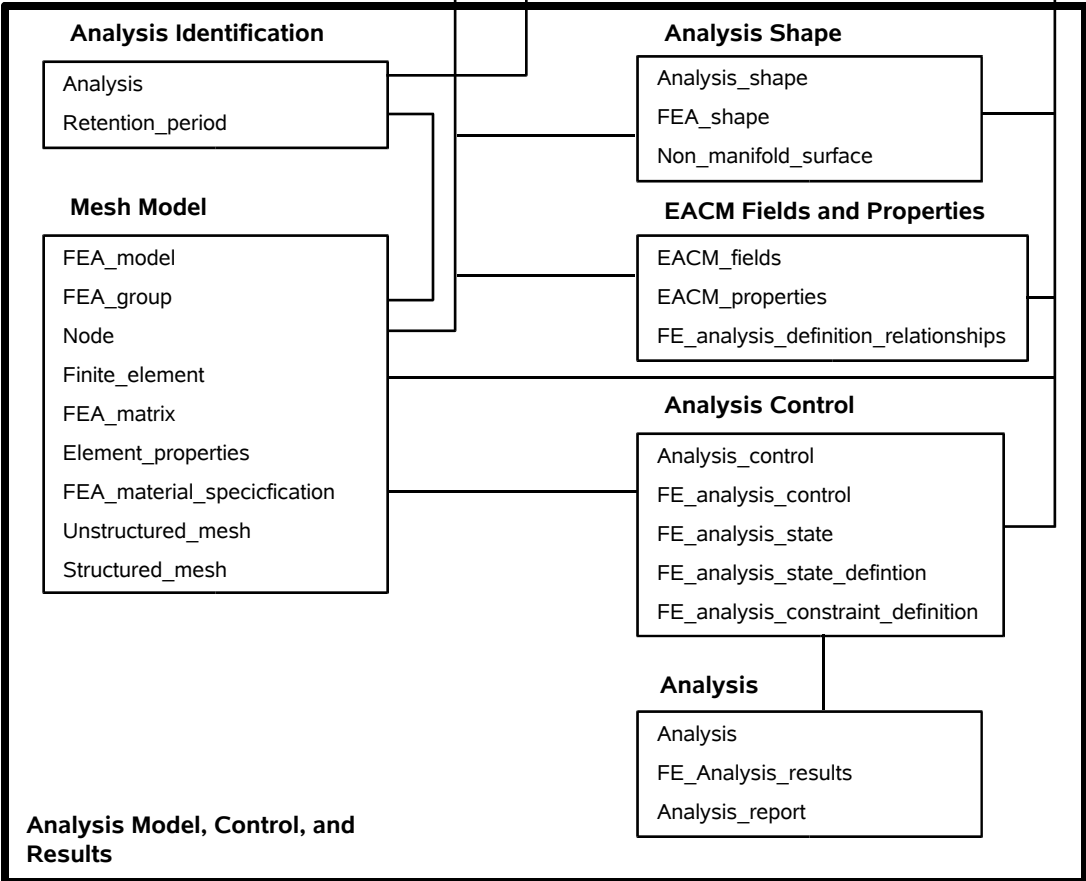 Analysis Identification
Analysis
Retention_period
Mesh Model
FEA_model
FEA_group
Node
Finite_element
FEA_matrix
Element_properties
FEA_material_specicfication
Unstructured_mesh
Structured_mesh
Analysis Shape
Analysis_shape
FEA_shape
Non_manifold_surface
EACM Fields and Properties
EACM_fields
EACM_properties
FE_analysis_definition_relationships
Analysis Control
Analysis_control
FE_analysis_control
FE_analysis_state
FE_analysis_state_defintion
FE_analysis_constraint_definition
Analysis
Analysis
FE_Analysis_results
Analysis_report
Analysis Model, Control, and
Results